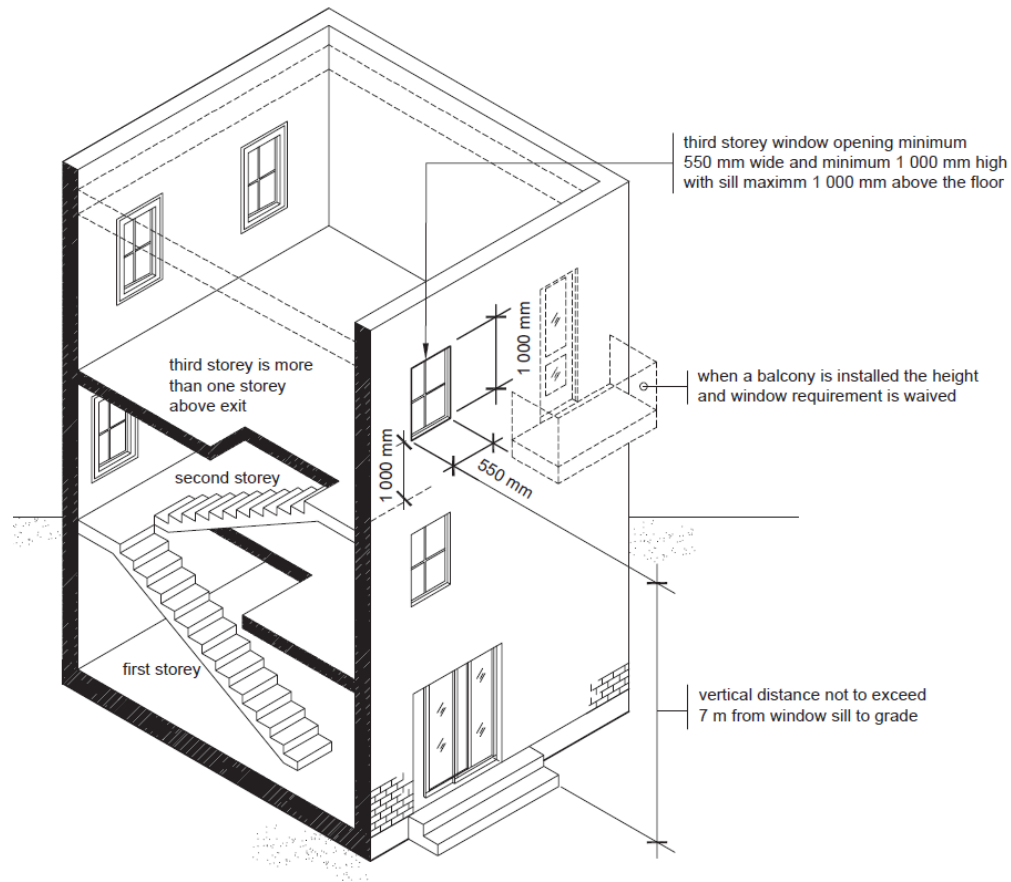 third storey window opening minimum
550 mm wide and minimum 1 000 mm high
with sill maximm 1 000 mm above the floor
1 000 mm
third storey is more
than one storey
above exit
when a balcony is installed the height
and window requirement is waived
1 000 mm
550 mm
second storey
first storey
vertical distance not to exceed
7 m from window sill to grade